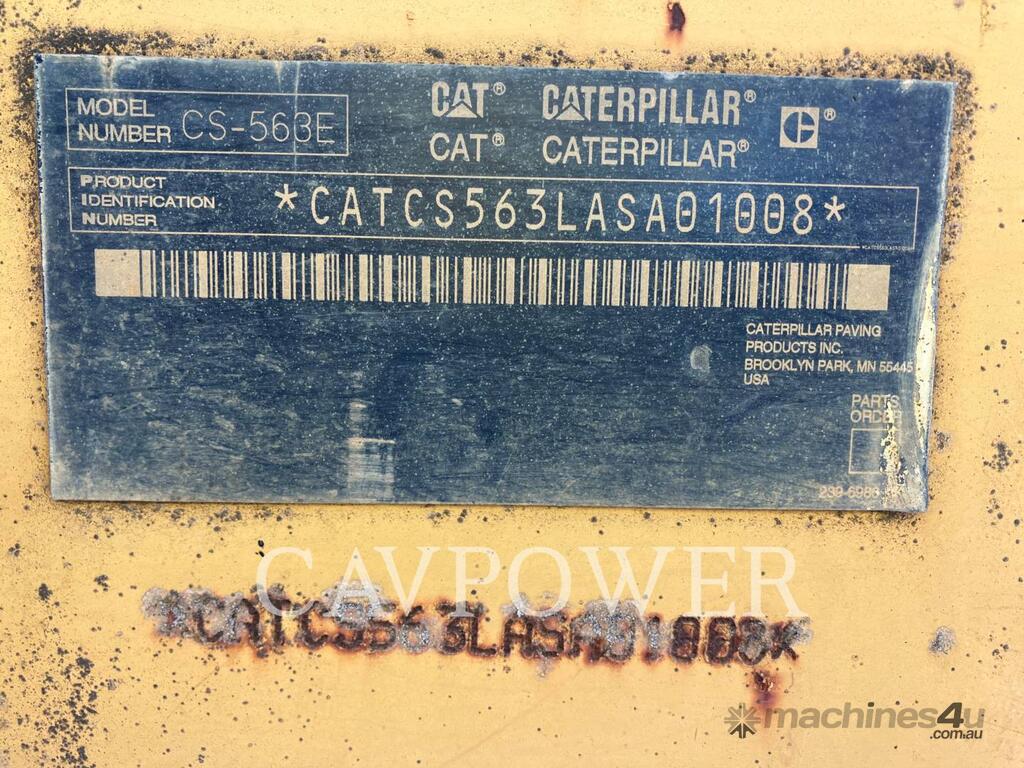 MODEL
NUMBER CS-563E
CAT® CATERPILLAR®
CAT® CATERPILLAR®
PRODUCT
IDENTIFICATION
NUMBER
*CATCS563LASA01008*
CATERPILLAR PAVING
PRODUCTS INC.
BROOKLYN PARK, MN 55445
USA
PARTS
ORDER
CAVPOWER
*CATCS563LASA01008*
machines4u
.com.au